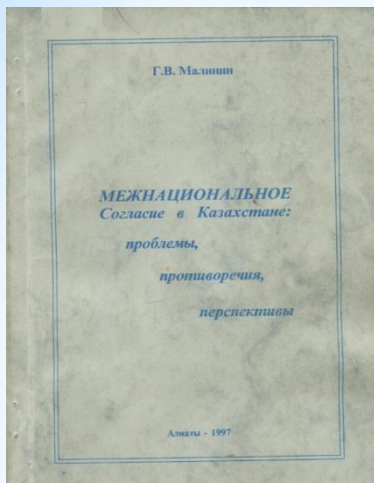 Г.В. Малинин
МЕЖНАЦИОНАЛЬНОЕ
Согласие в Казахстане:
проблемы,
противоречия,
перспективы
Алматы - 1997